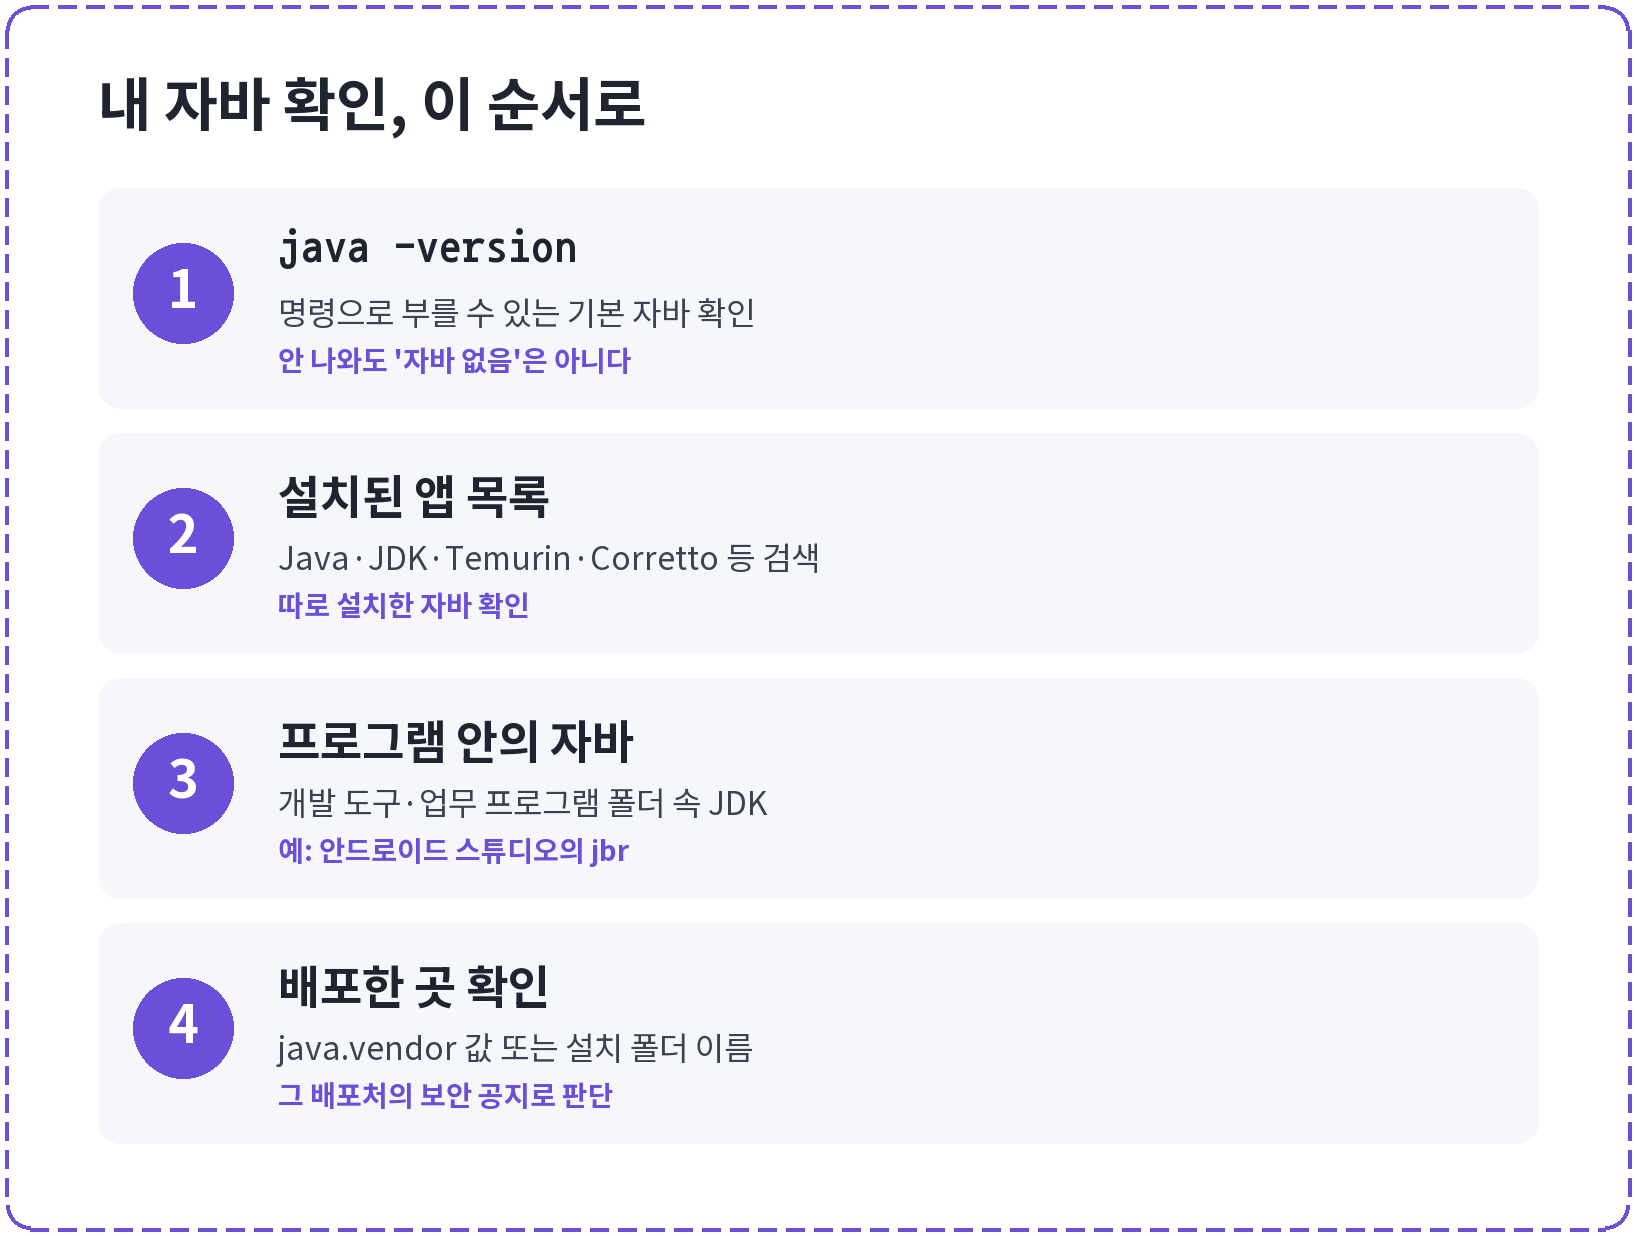 내 자바 확인, 이 순서로
1
java -version
명령으로 부를 수 있는 기본 자바 확인
안 나와도 '자바 없음'은 아니다
2
설치된 앱 목록
Java·JDK·Temurin·Corretto 등 검색
따로 설치한 자바 확인
3
프로그램 안의 자바
개발 도구·업무 프로그램 폴더 속 JDK
예: 안드로이드 스튜디오의 jbr
4
배포한 곳 확인
java.vendor 값 또는 설치 폴더 이름
그 배포처의 보안 공지로 판단